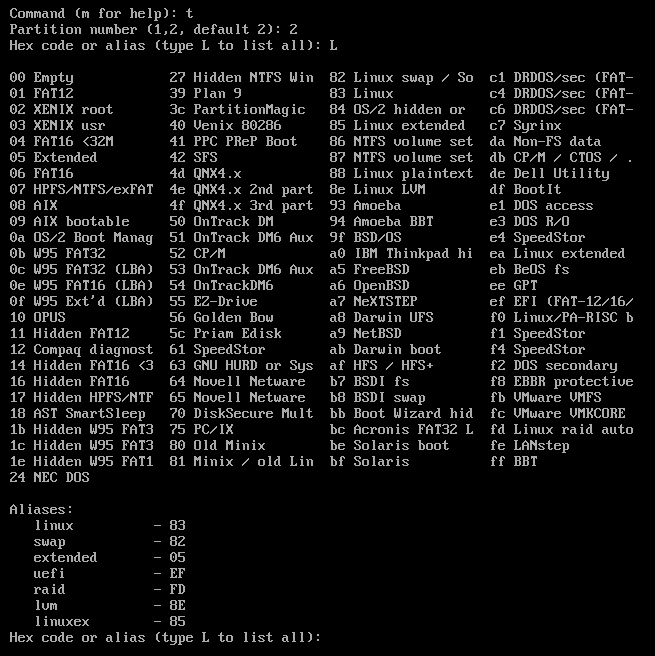 Command (m for help): t
Partition number (1,2, default 2): 2
Hex code or alias (type L to list all): L
00 Empty 27 Hidden NTFS Win 82 Linux swap / So c1 DRDOS/sec (FAT-
01 FAT12 39 Plan 9 83 Linux c4 DRDOS/sec (FAT-
02 XENIX root 3c PartitionMagic 84 OS/2 hidden or c6 DRDOS/sec (FAT-
03 XENIX usr 40 Venix 80286 85 Linux extended c7 Syrinx
04 FAT16 <32M 41 PPC PReP Boot 86 NTFS volume set da Non-FS data
05 Extended 42 SFS 87 NTFS volume set db CP/M / CTOS / .
06 FAT16 4d QNX4.x 88 Linux plaintext de Dell Utility
07 HPFS/NTFS/exFAT 4e QNX4.x 2nd part 8e Linux LVM df BootIt
08 AIX 4f QNX4.x 3rd part 93 Amoeba e1 DOS access
09 AIX bootable 50 OnTrack DM 94 Amoeba BBT e3 DOS R/O
0a OS/2 Boot Manag 51 OnTrack DM6 Aux 9f BSD/OS e4 SpeedStor
0b W95 FAT32 52 CP/M a0 IBM Thinkpad hi ea Linux extended
0c W95 FAT32 (LBA) 53 OnTrack DM6 Aux a5 FreeBSD eb BeOS fs
0e W95 FAT16 (LBA) 54 OnTrackDM6 a6 OpenBSD ee GPT
0f W95 Ext'd (LBA) 55 EZ-Drive a7 NeXTSTEP ef EFI (FAT-12/16/
10 OPUS 56 Golden Bow a8 Darwin UFS f0 Linux/PA-RISC b
11 Hidden FAT12 5c Priam Edisk a9 NetBSD f1 SpeedStor
12 Compaq diagnost 61 SpeedStor ab Darwin boot f4 SpeedStor
14 Hidden FAT16 <3 63 GNU HURD or Sys af HFS / HFS+ f2 DOS secondary
16 Hidden FAT16 64 Novell Netware b7 BSDI fs f8 EBBR protective
17 Hidden HPFS/NTF 65 Novell Netware b8 BSDI swap fb VMware VMFS
18 AST SmartSleep 70 DiskSecure Mult bb Boot Wizard hid fc VMware VMKCORE
1b Hidden W95 FAT3 75 PC/IX bc Acronis FAT32 L fd Linux raid auto
1c Hidden W95 FAT3 80 Old Minix be Solaris boot fe LANstep
1e Hidden W95 FAT1 81 Minix / old Lin bf Solaris ff BBT
24 NEC DOS
Aliases:
linux - 83
swap - 82
extended - 05
uefi - EF
raid - FD
lvm - 8E
linuxex - 85
Hex code or alias (type L to list all):